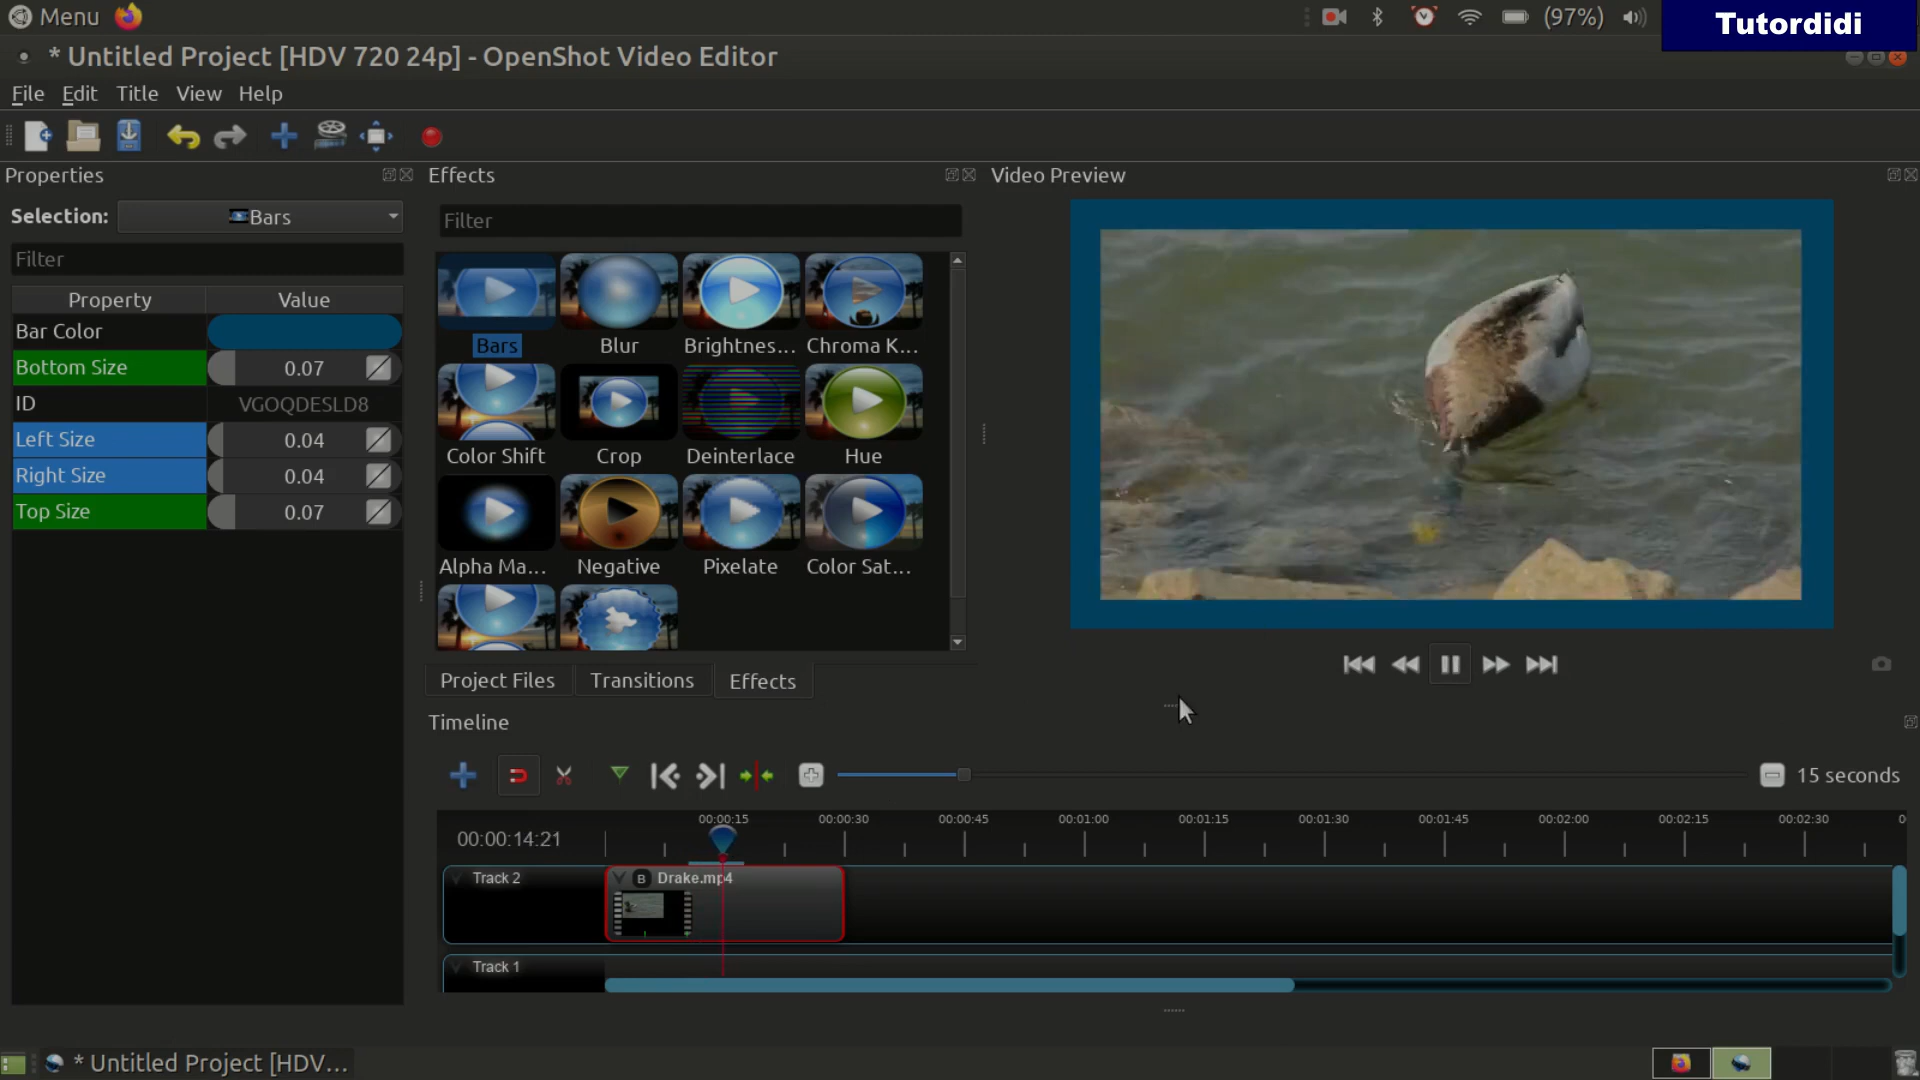 Menu
(97%)
Tutordidi
* Untitled Project [HDV 720 24p] - OpenShot Video Editor
File Edit Title View Help
Properties
Effects
Video Preview
Selection: Bars
Filter
Filter
Property Value
Bar Color
Bottom Size 0.07
ID VGOQDESLD8
Left Size 0.04
Right Size 0.04
Top Size 0.07
Bars Blur Brightnes... Chroma K...
Color Shift Crop Deinterlace Hue
Alpha Ma... Negative Pixelate Color Sat...
Project Files Transitions Effects
Timeline
15 seconds
00:00:14:21
00:00:15 00:00:30 00:00:45 00:01:00 00:01:15 00:01:30 00:01:45 00:02:00 00:02:15 00:02:30 0
Track 2
B Drake.mp4
Track 1
* Untitled Project [HDV...